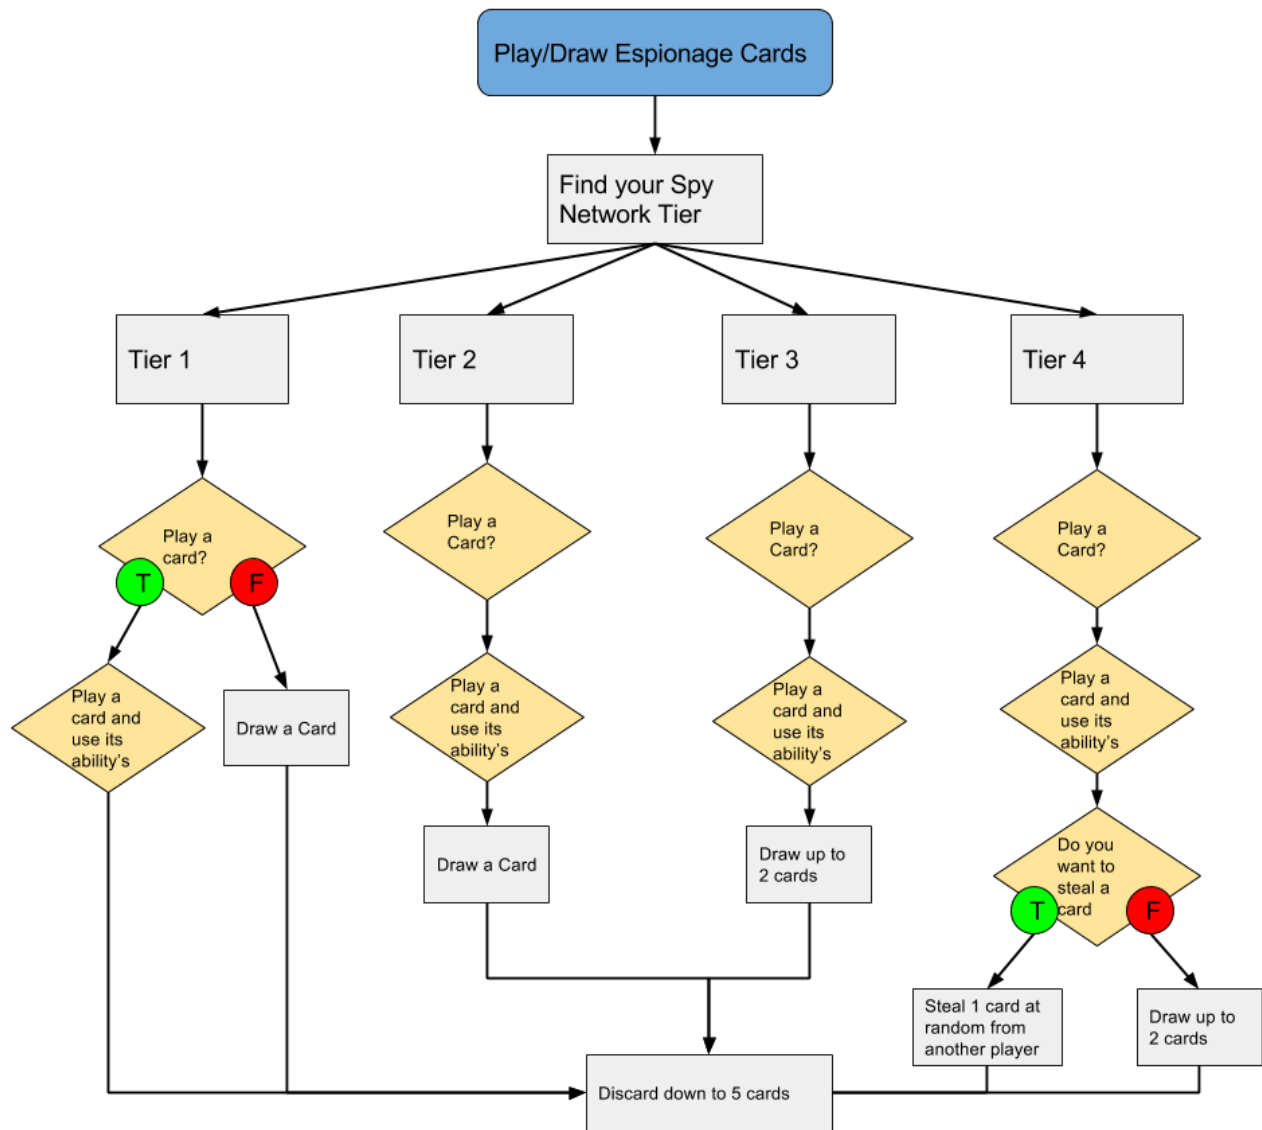 Play/Draw Espionage Cards
Find your Spy
Network Tier
Tier 1
Tier 2
Tier 3
Tier 4
Play a
card?
T
F
Play a
Card?
Play a
Card?
Play a
Card?
Play a
card and
use its
ability's
Draw a Card
Play a
card and
use its
ability's
Play a
card and
use its
ability's
Play a
card and
use its
ability's
Draw a Card
Draw up to
2 cards
Do you
want to
steal a
card
T
F
Steal 1 card at
random from
another player
Draw up to
2 cards
Discard down to 5 cards